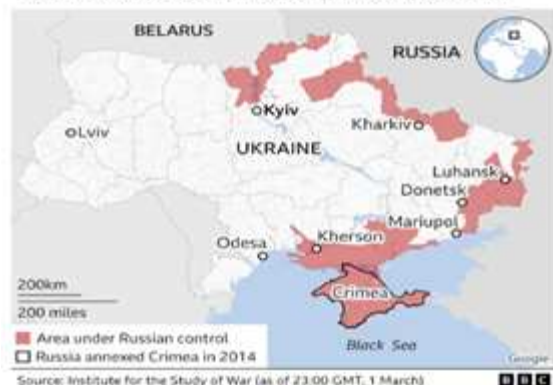 BELARUS
RUSSIA
Kyiv
Lviv
Kharkiv
UKRAINE
Luhansk
Donetsk
Mariupol
Odesa
Kherson
Crimea
200km
200 miles
Area under Russian control
Russia annexed Crimea in 2014
Black Sea
Google
Source: Institute for the Study of War (as of 23:00 GMT, 1 March)
BBC